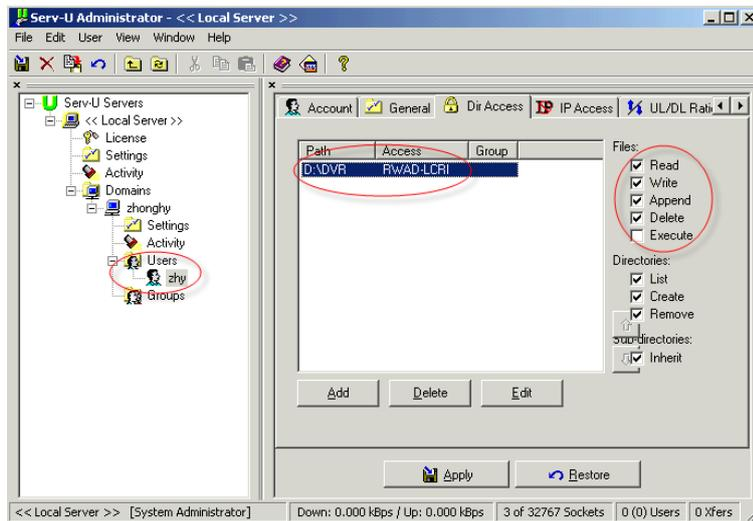 Serv-U Administrator - << Local Server >>
File Edit User View Window Help
Serv-U Servers
<< Local Server >>
License
Settings
Activity
Domains
zhonghy
Settings
Activity
Users
zhy
Groups
Account General Dir Access IP Access UL/DL Rati
Path Access Group
D:\DVR RWAD-LCRI
Files:
Read
Write
Append
Delete
Execute
Directories:
List
Create
Remove
Sub-directories:
Inherit
Add Delete Edit
Apply Restore
<< Local Server >> [System Administrator] Down: 0.000 kBps / Up: 0.000 kBps 3 of 32767 Sockets 0 (0) Users 0 Xfers